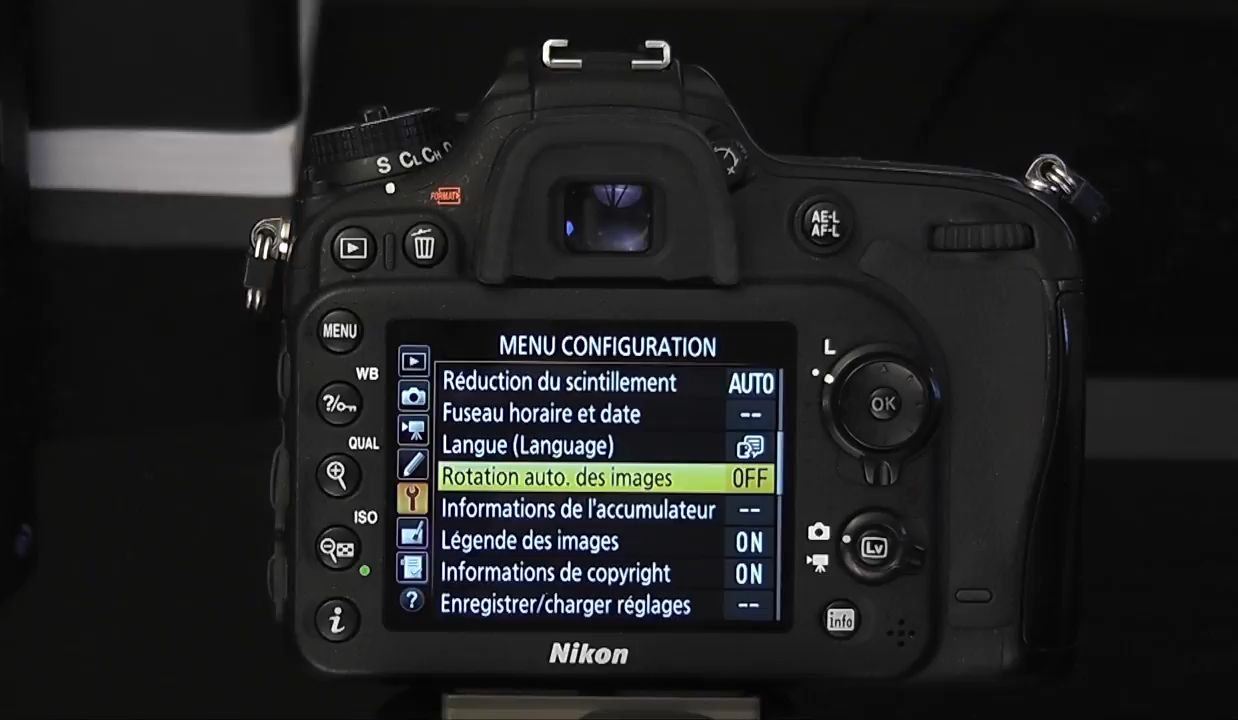 S CL CH
FORMAT
AE-L
AF-L
MENU
WB
?/
QUAL
ISO
i
MENU CONFIGURATION
Réduction du scintillement AUTO
Fuseau horaire et date --
Langue (Language)
Rotation auto. des images OFF
Informations de l'accumulateur --
Légende des images ON
Informations de copyright ON
Enregistrer/charger réglages --
?
L
OK
Lv
info
Nikon